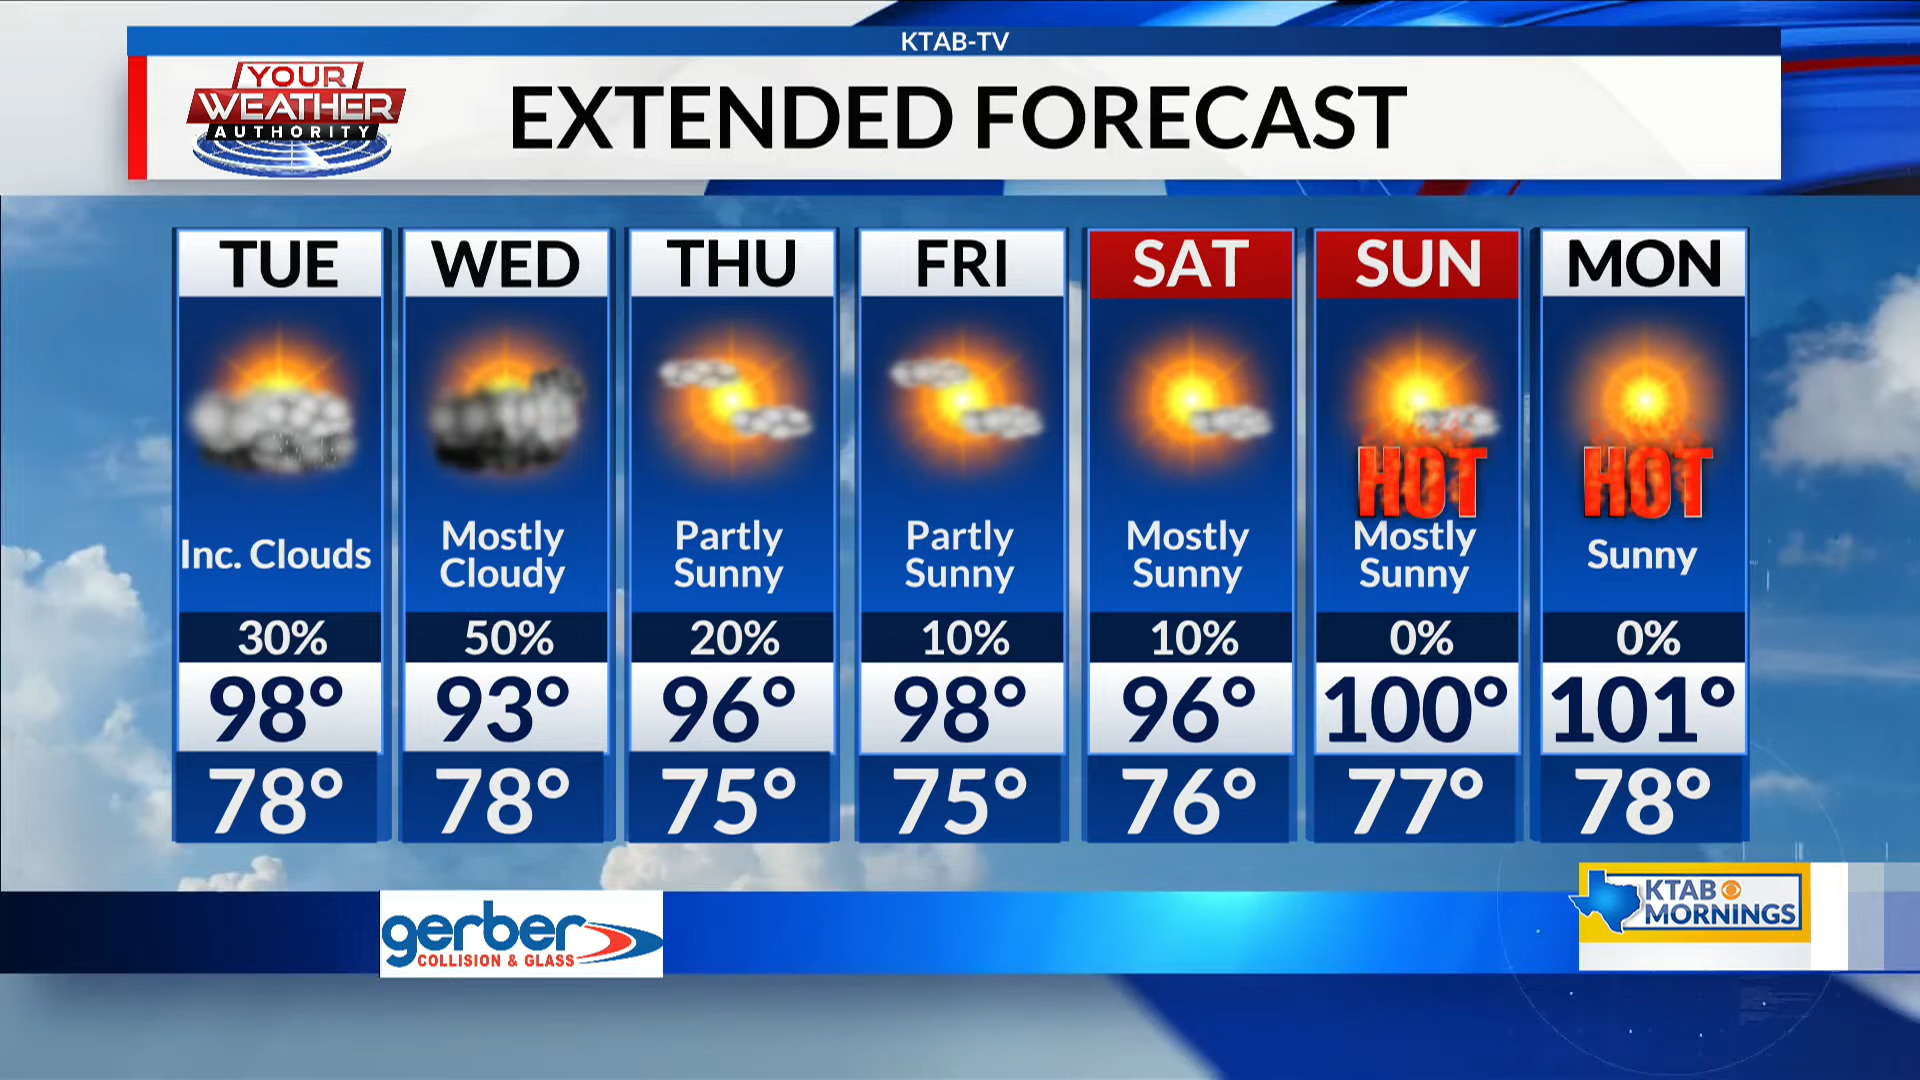 KTAB-TV
YOUR
WEATHER
AUTHORITY
EXTENDED FORECAST
TUE
WED
THU
FRI
SAT
SUN
MON
HOT
HOT
Inc. Clouds
Mostly
Cloudy
Partly
Sunny
Partly
Sunny
Mostly
Sunny
Mostly
Sunny
Sunny
30%
50%
20%
10%
10%
0%
0%
98°
93°
96°
98°
96°
100°
101°
78°
78°
75°
75°
76°
77°
78°
gerber
COLLISION & GLASS
KTAB
MORNINGS